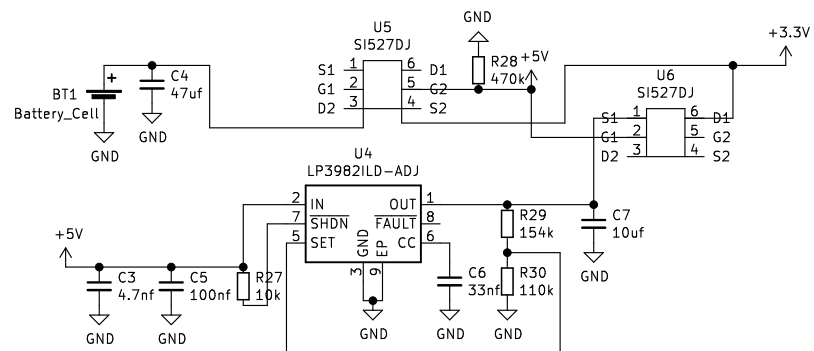 GND
+3.3V
U5
SI527DJ
R28
470k
+5V
S1 1 6 D1
G1 2 5 G2
D2 3 4 S2
U6
SI527DJ
S1 1 6 D1
G1 2 5 G2
D2 3 4 S2
+
BT1
Battery_Cell
C4
47uf
GND
GND
U4
LP3982ILD-ADJ
2 IN OUT 1
7 SHDN FAULT 8
5 SET CC 6
GND EP
3 9
R29
154k
C7
10uf
GND
+5V
C3
4.7nf
C5
100nf
R27
10k
C6
33nf
R30
110k
GND
GND
GND
GND
GND